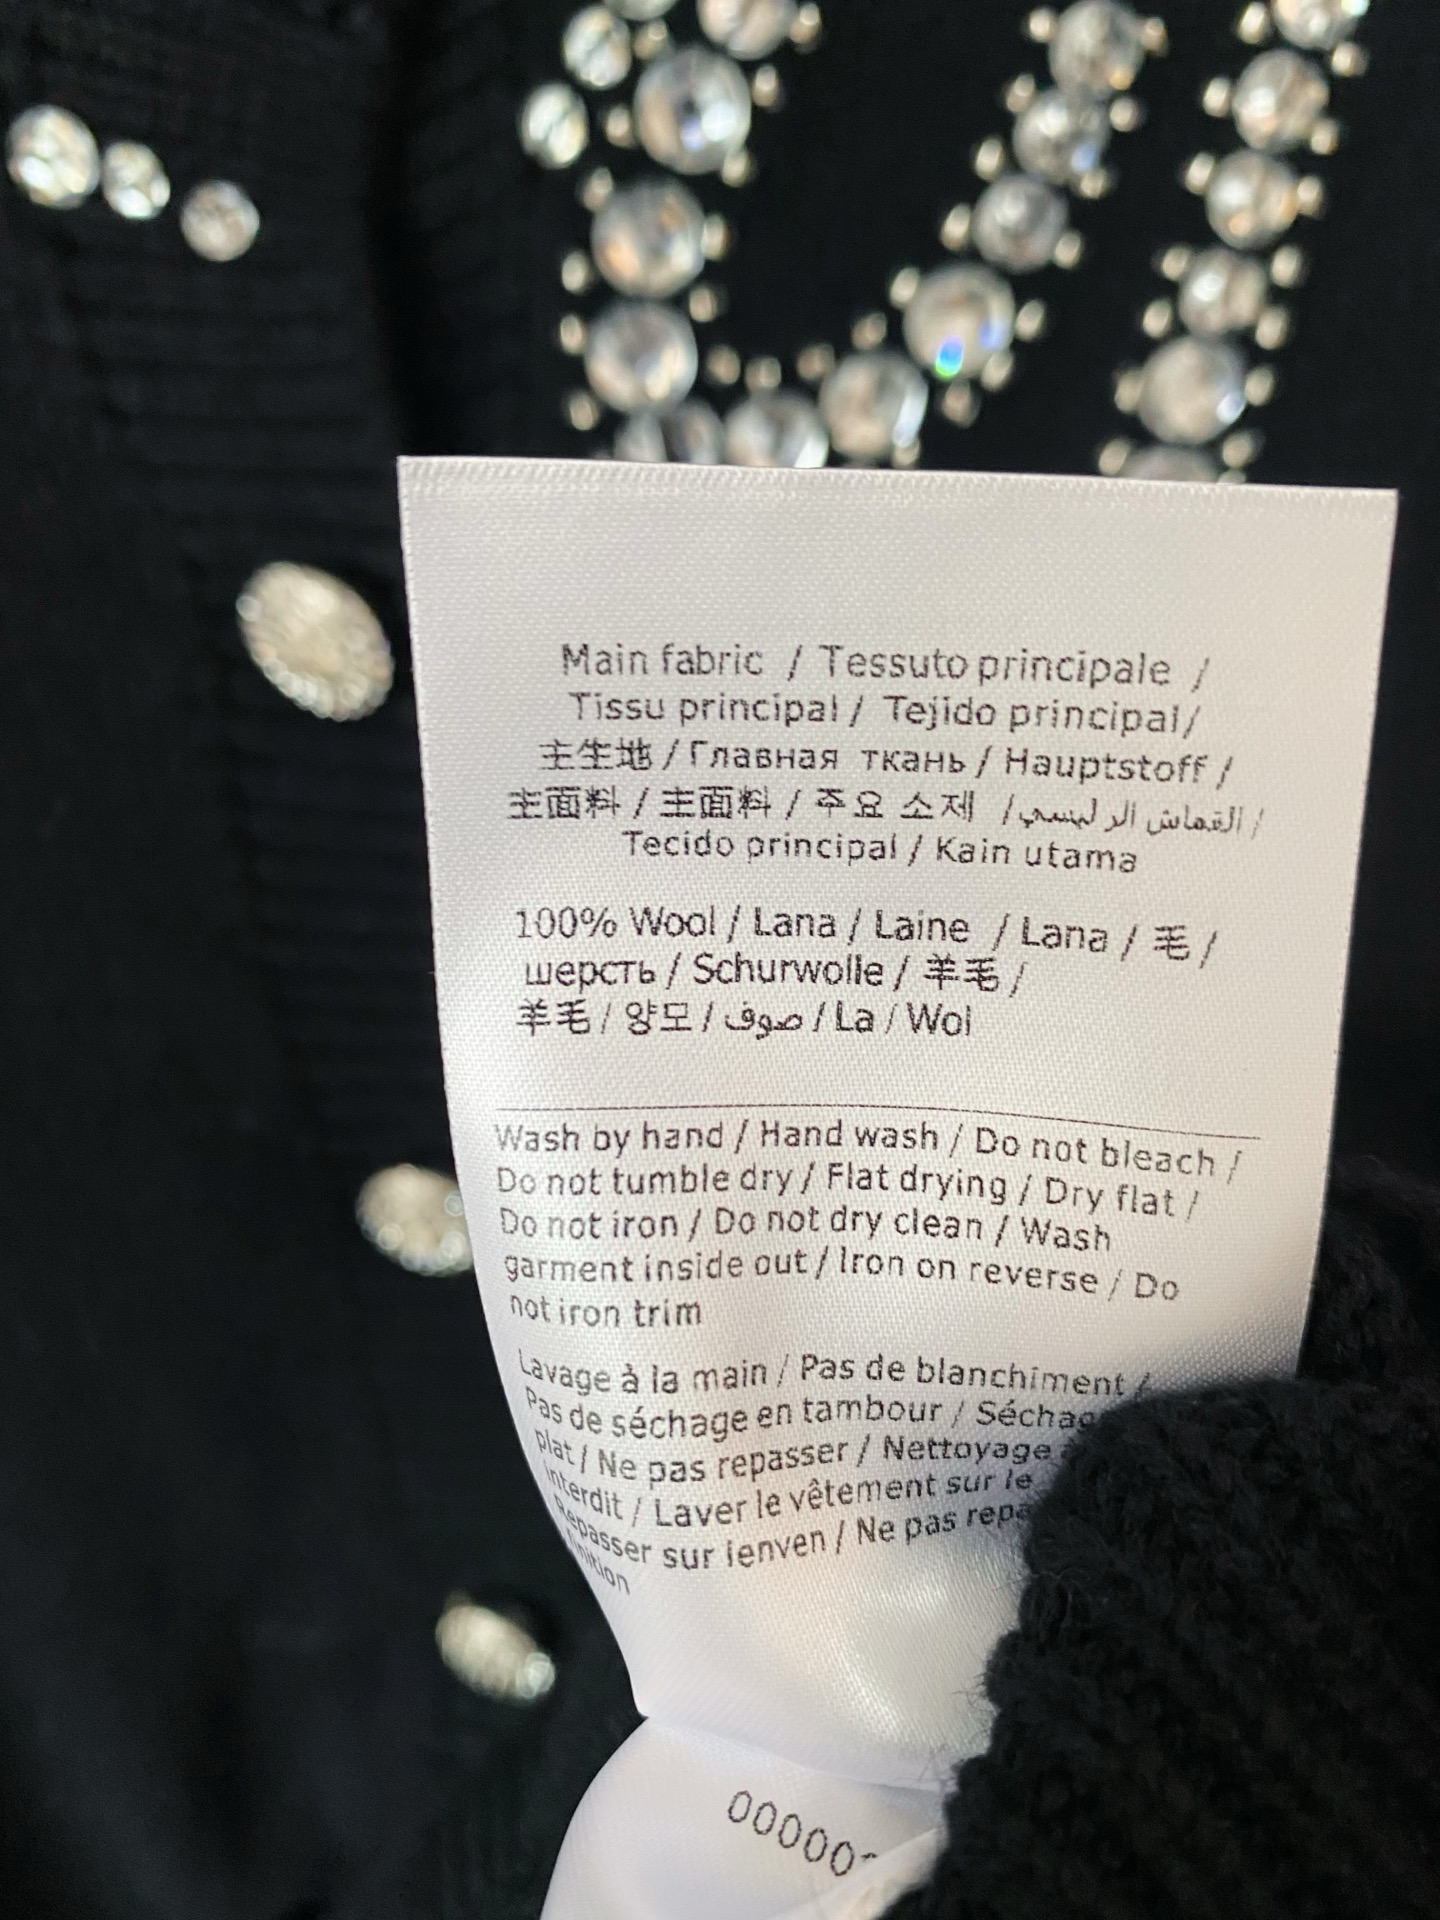 Main fabric / Tessuto principale /
Tissu principal / Tejido principal/
主生地 / Главная ткань / Hauptstoff /
主面料 / 主面料 / 주요 소재 / القماش الرئيسي /
Tecido principal / Kain utama
100% Wool / Lana / Laine / Lana / 毛 /
шерсть / Schurwolle / 羊毛 /
羊毛 / 양모 / صوف / La / Wol
Wash by hand / Hand wash / Do not bleach /
Do not tumble dry / Flat drying / Dry flat /
Do not iron / Do not dry clean / Wash
garment inside out / Iron on reverse / Do
not iron trim
Lavage à la main / Pas de blanchiment /
Pas de séchage en tambour /
plat / Ne pas repasser / Nettoyage
interdit / Laver le vêtement sur le
Repasser sur lenven / Ne pas
000000